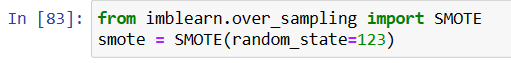 In [83]: from imblearn.over_sampling import SMOTE
smote = SMOTE(random_state=123)